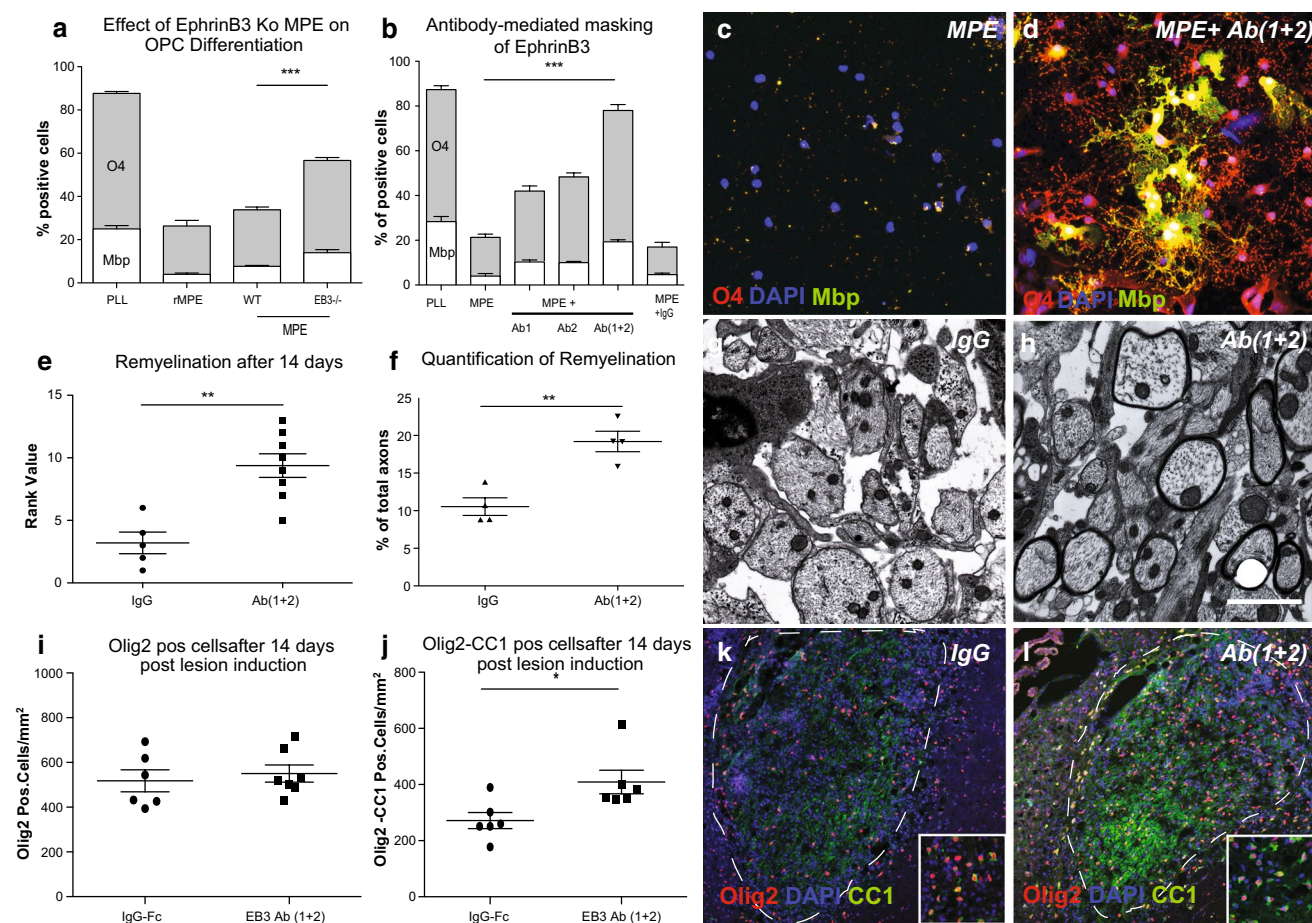 a Effect of EphrinB3 Ko MPE on
OPC Differentiation
***
% positive cells
100
80
60
40
20
0
O4
Mbp
PLL rMPE WT EB3-/-
MPE
b Antibody-mediated masking
of EphrinB3
***
% of positive cells
100
80
60
40
20
0
O4
Mbp
PLL MPE MPE + MPE
+IgG
Ab1 Ab2 Ab(1+2)
c MPE
O4 DAPI Mbp
d MPE+ Ab(1+2)
O4 DAPI Mbp
e Remyelination after 14 days
**
Rank Value
15
10
5
0
IgG Ab(1+2)
f Quantification of Remyelination
**
% of total axons
25
20
15
10
5
0
IgG Ab(1+2)
g IgG
h Ab(1+2)
i Olig2 pos cellsafter 14 days
post lesion induction
Olig2 Pos.Cells/mm²
1000
800
600
400
200
0
IgG-Fc EB3 Ab (1+2)
j Olig2-CC1 pos cellsafter 14 days
post lesion induction
*
Olig2 -CC1 Pos.Cells/mm²
800
600
400
200
0
IgG-Fc EB3 Ab (1+2)
k IgG
Olig2 DAPI CC1
l Ab(1+2)
Olig2 DAPI CC1